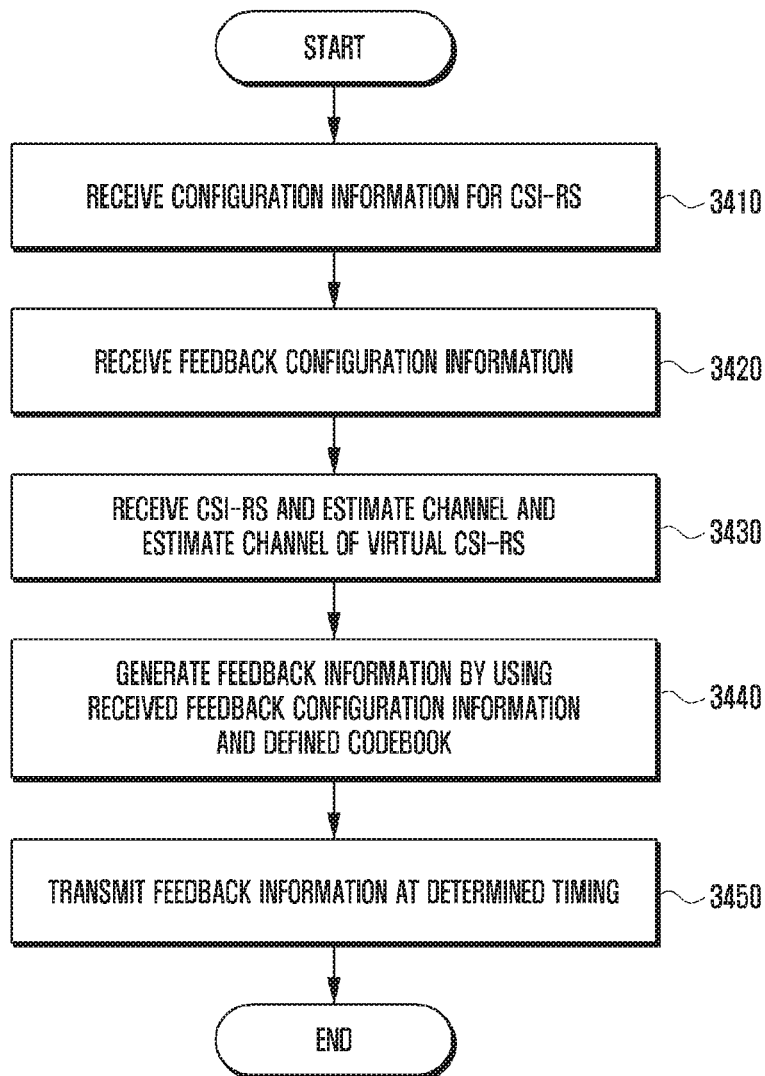 START
RECEIVE CONFIGURATION INFORMATION FOR CSI-RS
3410
RECEIVE FEEDBACK CONFIGURATION INFORMATION
3420
RECEIVE CSI-RS AND ESTIMATE CHANNEL AND
ESTIMATE CHANNEL OF VIRTUAL CSI-RS
3430
GENERATE FEEDBACK INFORMATION BY USING
RECEIVED FEEDBACK CONFIGURATION INFORMATION
AND DEFINED CODEBOOK
3440
TRANSMIT FEEDBACK INFORMATION AT DETERMINED TIMING
3450
END